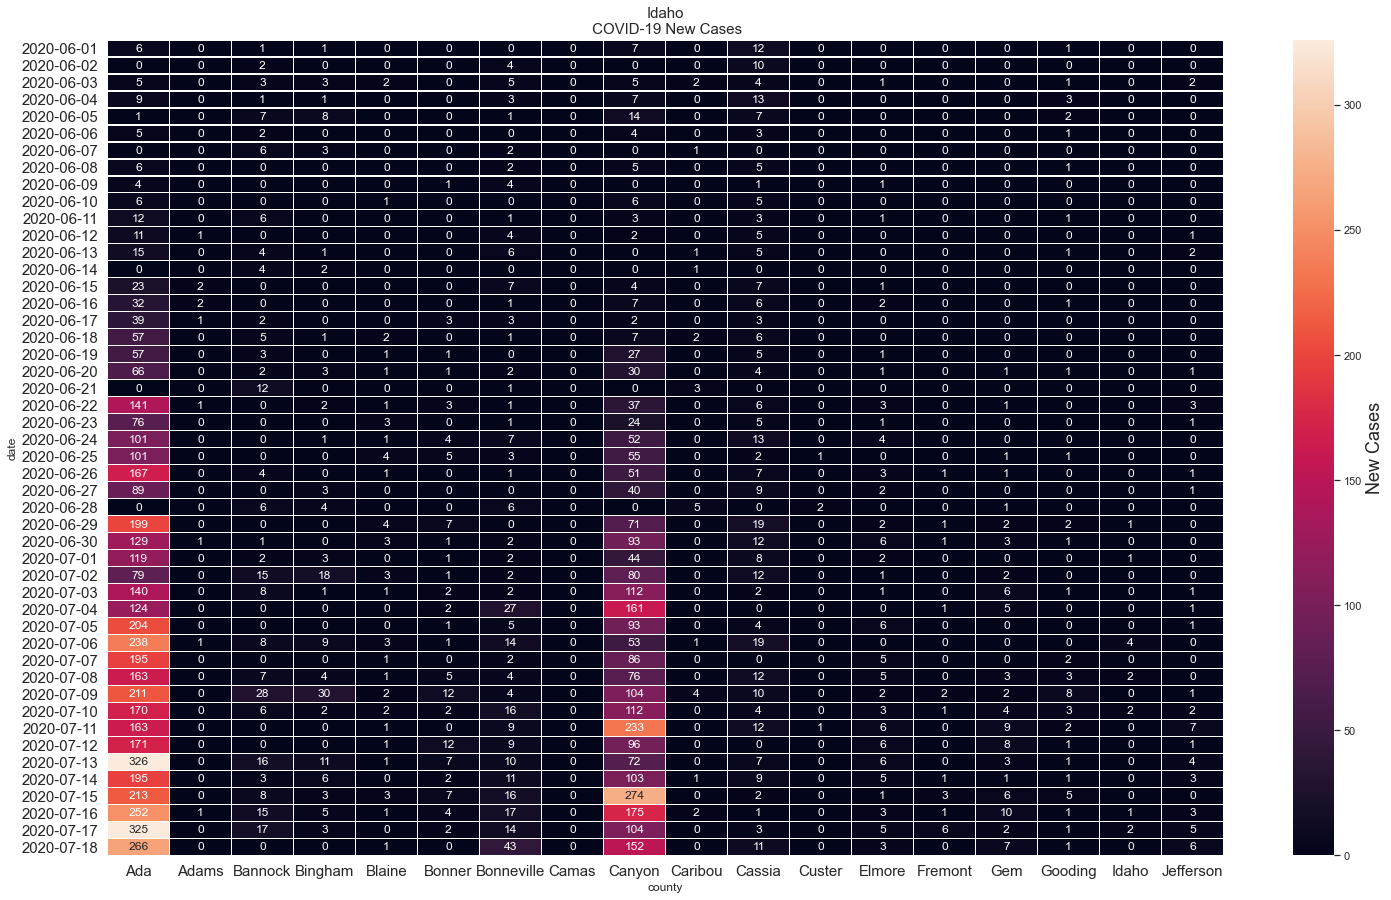 Idaho
COVID-19 New Cases
2020-06-01 6 0 1 1 0 0 0 0 7 0 12 0 0 0 0 1 0 0
2020-06-02 0 0 2 0 0 0 4 0 0 0 10 0 0 0 0 0 0 0
2020-06-03 5 0 3 3 2 0 5 0 5 2 4 0 1 0 0 1 0 2
2020-06-04 9 0 1 1 0 0 3 0 7 0 13 0 0 0 0 3 0 0
2020-06-05 1 0 7 8 0 0 1 0 14 0 7 0 0 0 0 2 0 0
2020-06-06 5 0 2 0 0 0 0 0 4 0 3 0 0 0 0 1 0 0
2020-06-07 0 0 6 3 0 0 2 0 0 1 0 0 0 0 0 0 0 0
2020-06-08 6 0 0 0 0 0 2 0 5 0 5 0 0 0 0 1 0 0
2020-06-09 4 0 0 0 0 1 4 0 0 0 1 0 1 0 0 0 0 0
2020-06-10 6 0 0 0 1 0 0 0 6 0 5 0 0 0 0 0 0 0
2020-06-11 12 0 6 0 0 0 1 0 3 0 3 0 1 0 0 1 0 0
2020-06-12 11 1 0 0 0 0 4 0 2 0 5 0 0 0 0 0 0 1
2020-06-13 15 0 4 1 0 0 6 0 0 1 5 0 0 0 0 1 0 2
2020-06-14 0 0 4 2 0 0 0 0 0 1 0 0 0 0 0 0 0 0
2020-06-15 23 2 0 0 0 0 7 0 4 0 7 0 1 0 0 0 0 0
2020-06-16 32 2 0 0 0 0 1 0 7 0 6 0 2 0 0 1 0 0
2020-06-17 39 1 2 0 0 3 3 0 2 0 3 0 0 0 0 0 0 0
2020-06-18 57 0 5 1 2 0 1 0 7 2 6 0 0 0 0 0 0 0
2020-06-19 57 0 3 0 1 1 0 0 27 0 5 0 1 0 0 0 0 0
2020-06-20 66 0 2 3 1 1 2 0 30 0 4 0 1 0 1 1 0 1
2020-06-21 0 0 12 0 0 0 1 0 0 3 0 0 0 0 0 0 0 0
2020-06-22 141 1 0 2 1 3 1 0 37 0 6 0 3 0 1 0 0 3
2020-06-23 76 0 0 0 3 0 1 0 24 0 5 0 1 0 0 0 0 1
2020-06-24 101 0 0 1 1 4 7 0 52 0 13 0 4 0 0 0 0 0
2020-06-25 101 0 0 0 4 5 3 0 55 0 2 1 0 0 1 1 0 0
2020-06-26 167 0 4 0 1 0 1 0 51 0 7 0 3 1 1 0 0 1
2020-06-27 89 0 0 3 0 0 0 0 40 0 9 0 2 0 0 0 0 1
2020-06-28 0 0 6 4 0 0 6 0 0 5 0 2 0 0 1 0 0 0
2020-06-29 199 0 0 0 4 7 0 0 71 0 19 0 2 1 2 2 1 0
2020-06-30 129 1 1 0 3 1 2 0 93 0 12 0 6 1 3 1 0 0
2020-07-01 119 0 2 3 0 1 2 0 44 0 8 0 2 0 0 0 1 0
2020-07-02 79 0 15 18 3 1 2 0 80 0 12 0 1 0 2 0 0 0
2020-07-03 140 0 8 1 1 2 2 0 112 0 2 0 1 0 6 1 0 1
2020-07-04 124 0 0 0 0 2 27 0 161 0 0 0 0 1 5 0 0 1
2020-07-05 204 0 0 0 0 1 5 0 93 0 4 0 6 0 0 0 0 1
2020-07-06 238 1 8 9 3 1 14 0 53 1 19 0 0 0 0 0 4 0
2020-07-07 195 0 0 0 1 0 2 0 86 0 0 0 5 0 0 2 0 0
2020-07-08 163 0 7 4 1 5 4 0 76 0 12 0 5 0 3 3 2 0
2020-07-09 211 0 28 30 2 12 4 0 104 4 10 0 2 2 2 8 0 1
2020-07-10 170 0 6 2 2 2 16 0 112 0 4 0 3 1 4 3 2 2
2020-07-11 163 0 0 0 1 0 9 0 233 0 12 1 6 0 9 2 0 7
2020-07-12 171 0 0 0 1 12 9 0 96 0 0 0 6 0 8 1 0 1
2020-07-13 326 0 16 11 1 7 10 0 72 0 7 0 6 0 3 1 0 4
2020-07-14 195 0 3 6 0 2 11 0 103 1 9 0 5 1 1 1 0 3
2020-07-15 213 0 8 3 3 7 16 0 274 0 2 0 1 3 6 5 0 0
2020-07-16 252 1 15 5 1 4 17 0 175 2 1 0 3 1 10 1 1 3
2020-07-17 325 0 17 3 0 2 14 0 104 0 3 0 5 6 2 1 2 5
2020-07-18 266 0 0 0 1 0 43 0 152 0 11 0 3 0 7 1 0 6
Ada Adams Bannock Bingham Blaine Bonner Bonneville Camas Canyon Caribou Cassia Custer Elmore Fremont Gem Gooding Idaho Jefferson
county
date
300
250
200
150
100
50
0
New Cases